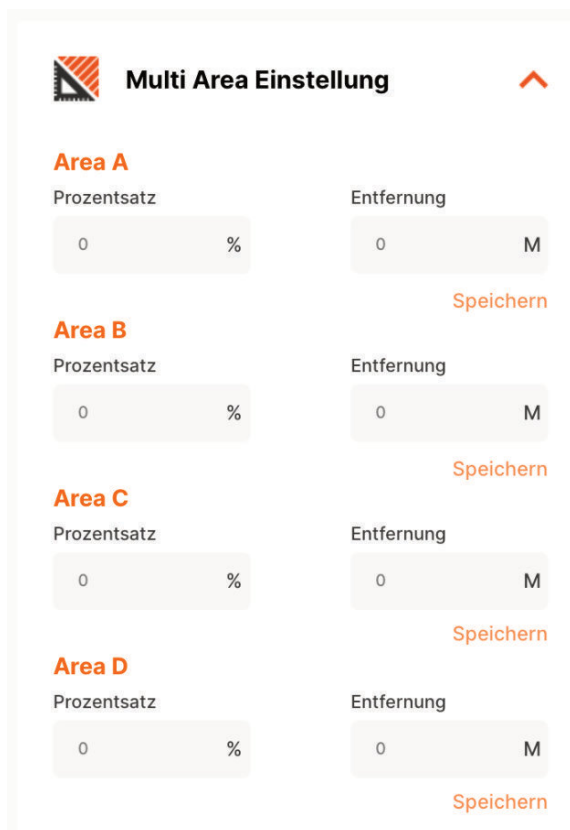 Multi Area Einstellung
Area A
Prozentsatz Entfernung
0 % 0 M
Speichern
Area B
Prozentsatz Entfernung
0 % 0 M
Speichern
Area C
Prozentsatz Entfernung
0 % 0 M
Speichern
Area D
Prozentsatz Entfernung
0 % 0 M
Speichern